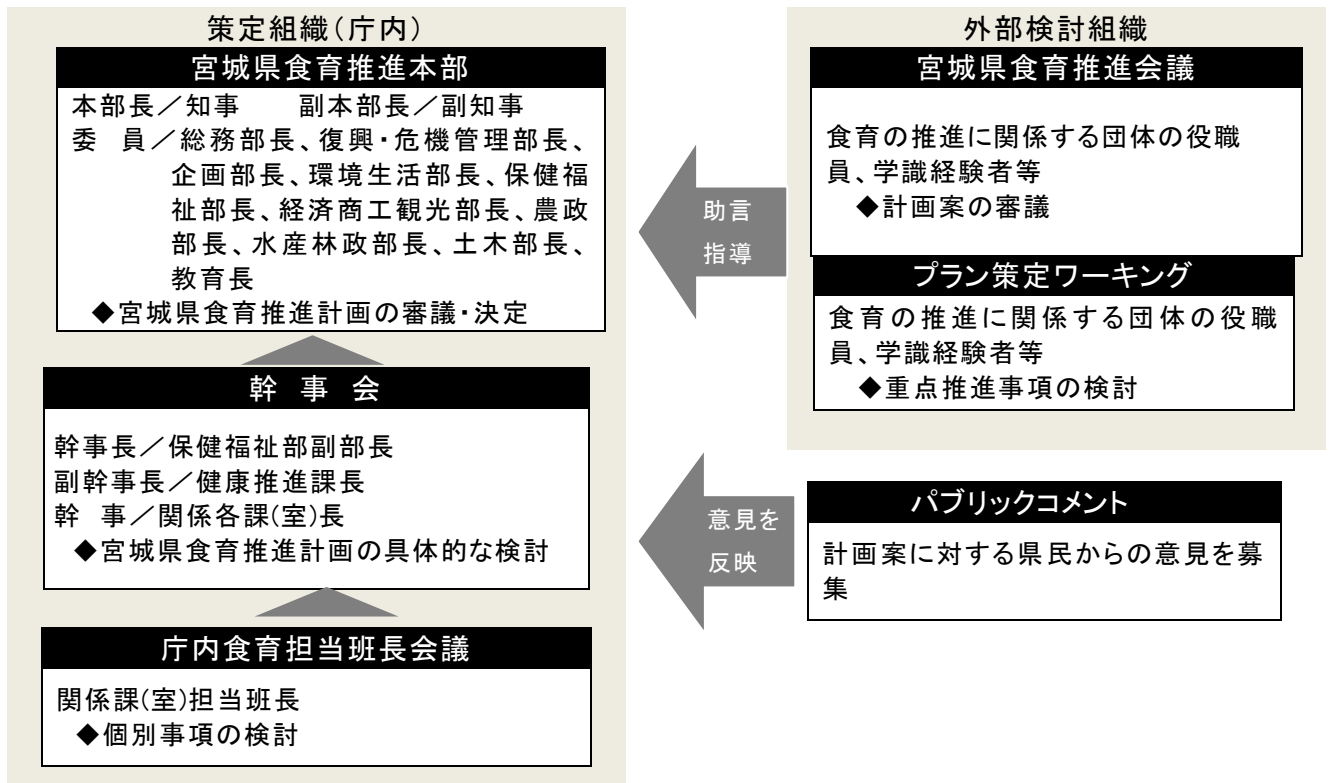 策定組織(庁内)
宮城県食育推進本部
本部長／知事　　副本部長／副知事
委　員／総務部長、復興・危機管理部長、
企画部長、環境生活部長、保健福
祉部長、経済商工観光部長、農政
部長、水産林政部長、土木部長、
教育長
◆宮城県食育推進計画の審議・決定
幹　事　会
幹事長／保健福祉部副部長
副幹事長／健康推進課長
幹　事／関係各課(室)長
◆宮城県食育推進計画の具体的な検討
庁内食育担当班長会議
関係課(室)担当班長
◆個別事項の検討
助言
指導
意見を
反映
外部検討組織
宮城県食育推進会議
食育の推進に関係する団体の役職
員、学識経験者等
◆計画案の審議
プラン策定ワーキング
食育の推進に関係する団体の役職
員、学識経験者等
◆重点推進事項の検討
パブリックコメント
計画案に対する県民からの意見を募
集